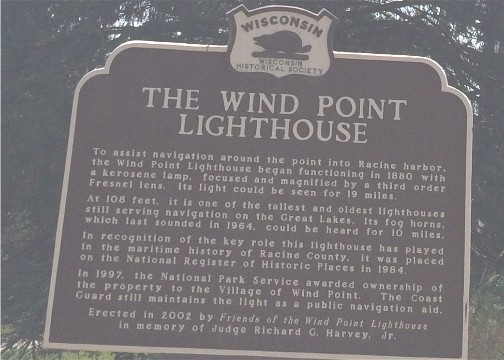 WISCONSIN
WISCONSIN
HISTORICAL SOCIETY
THE WIND POINT
LIGHTHOUSE
To assist navigation around the point into Racine harbor,
the Wind Point Lighthouse began functioning in 1880 with
a kerosene lamp, focused and magnified by a third order
Fresnel lens. Its light could be seen for 19 miles.
At 108 feet, it is one of the tallest and oldest lighthouses
still serving navigation on the Great Lakes. Its fog horns,
which last sounded in 1964, could be heard for 10 miles.
In recognition of the key role this lighthouse has played
in the maritime history of Racine County, it was placed
on the National Register of Historic Places in 1984.
In 1997, the National Park Service awarded ownership of
the property to the Village of Wind Point. The Coast
Guard still maintains the light as a public navigation aid.
Erected in 2002 by Friends of the Wind Point Lighthouse
in memory of Judge Richard G. Harvey, Jr.